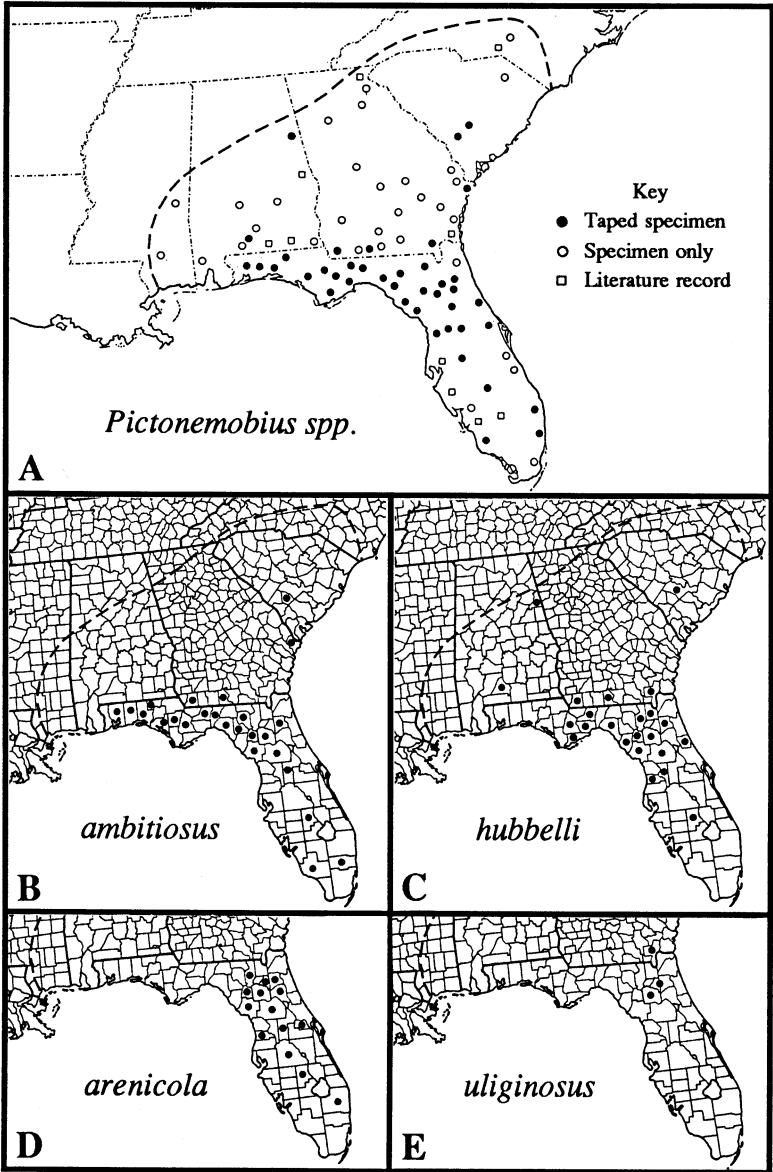 Key
Taped specimen
Specimen only
Literature record
Pictonemobius spp.
A
ambitiosus
B
hubbelli
C
arenicola
D
uliginosus
E